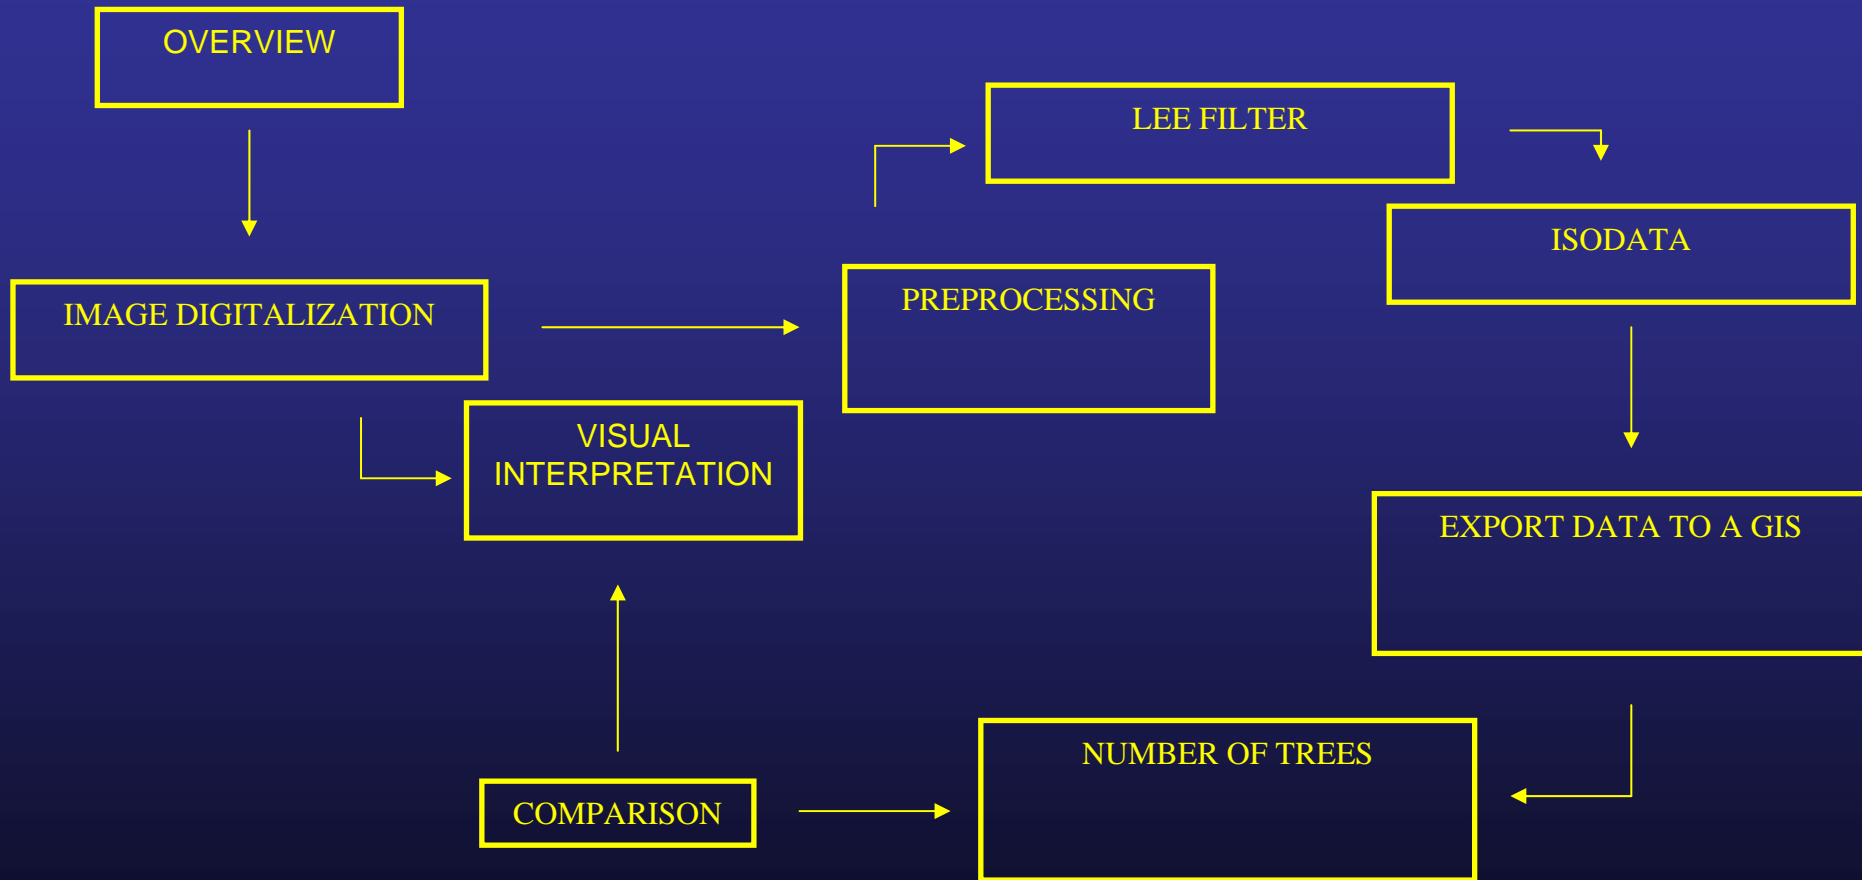 OVERVIEW
LEE FILTER
ISODATA
IMAGE DIGITALIZATION
PREPROCESSING
VISUAL
INTERPRETATION
EXPORT DATA TO A GIS
NUMBER OF TREES
COMPARISON